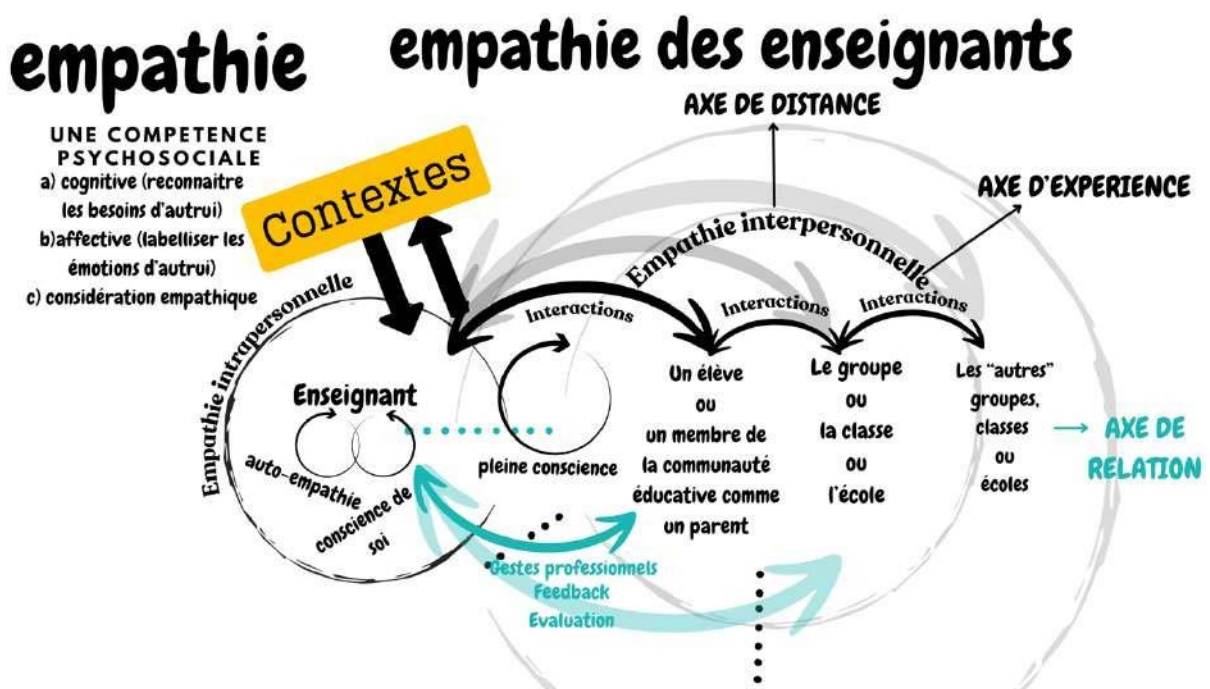 empathie
empathie des enseignants
UNE COMPETENCE
PSYCHOSOCIALE
a) cognitive (reconnaitre
les besoins d'autrui)
b)affective (labelliser les
émotions d'autrui)
c) considération empathique
Contextes
AXE DE DISTANCE
AXE D'EXPERIENCE
Empathie interpersonnelle
Empathie intrapersonnelle
Interactions
Interactions
Interactions
Enseignant
auto-empathie
conscience de
soi
pleine conscience
Un élève
ou
un membre de
la communauté
éducative comme
un parent
Le groupe
ou
la classe
ou
l'école
Les "autres"
groupes,
classes
ou
écoles
AXE DE
RELATION
Gestes professionnels
Feedback
Evaluation